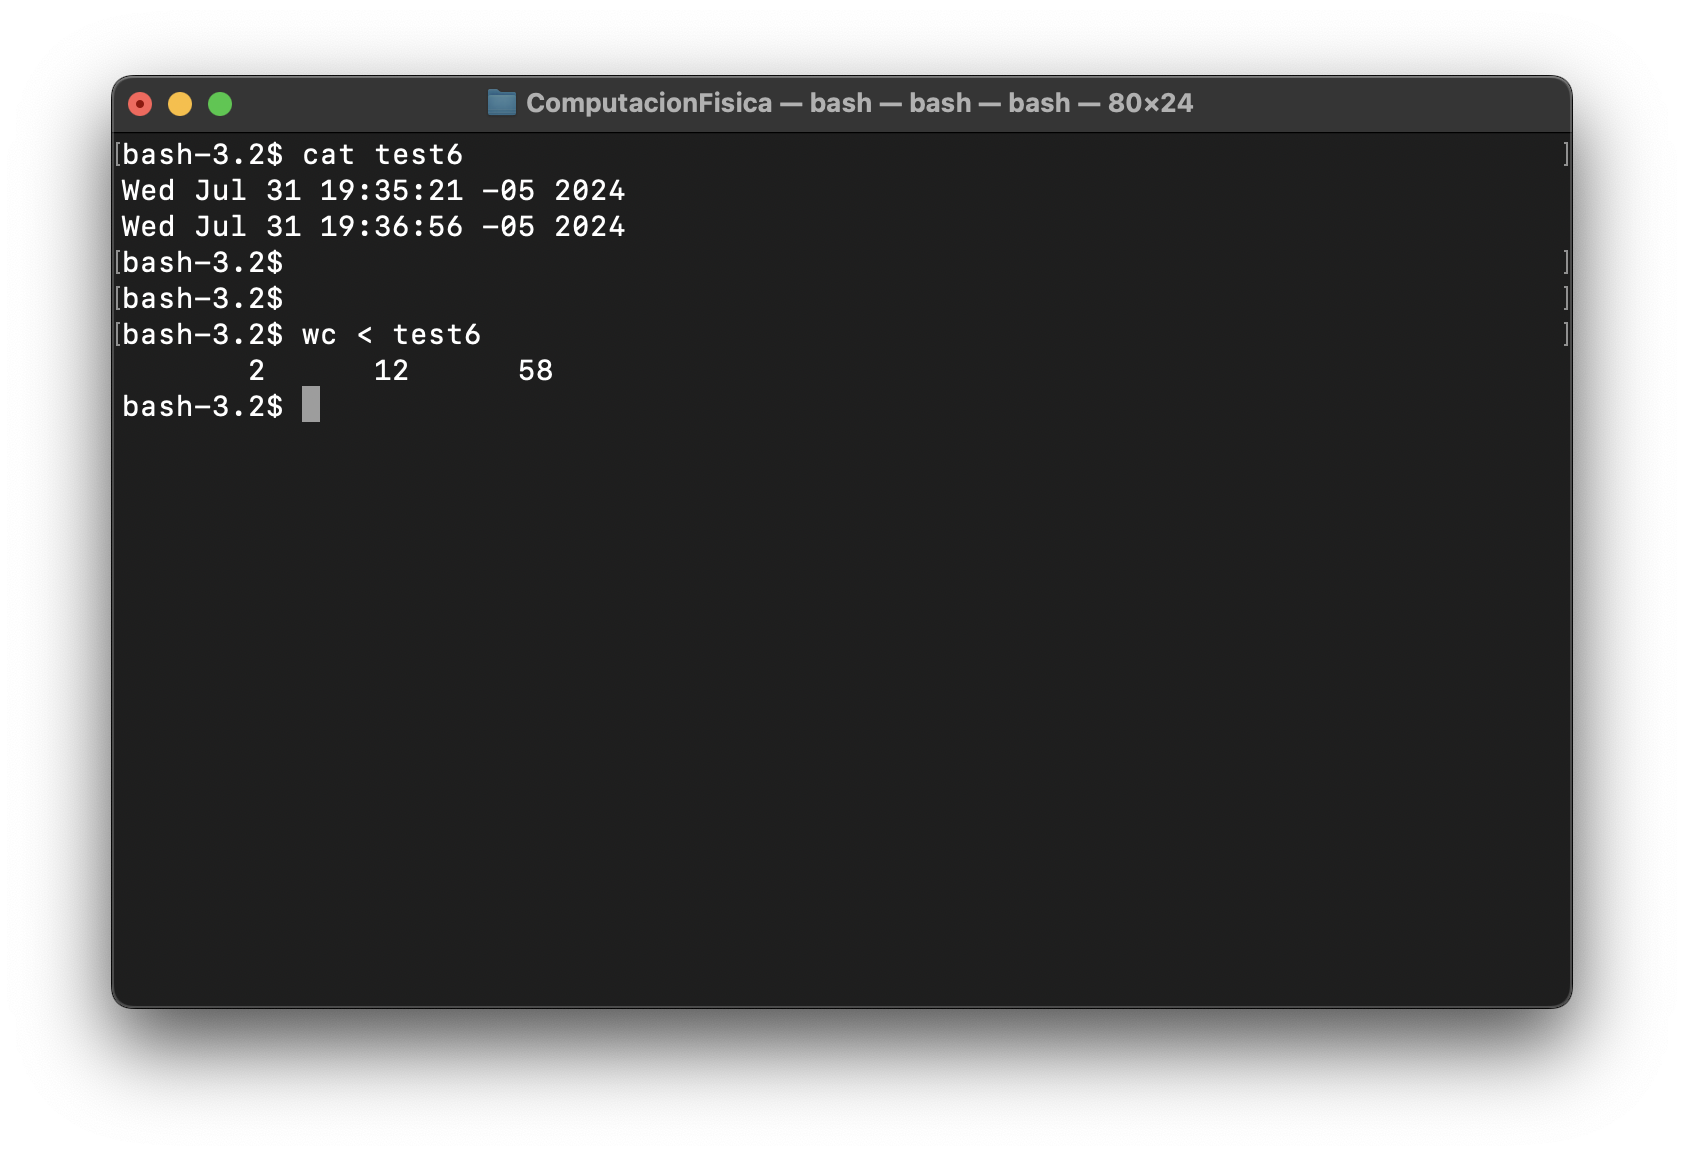 ComputacionFisica — bash — bash — bash — 80×24
[bash-3.2$ cat test6 ]
Wed Jul 31 19:35:21 -05 2024
Wed Jul 31 19:36:56 -05 2024
[bash-3.2$ ]
[bash-3.2$ ]
[bash-3.2$ wc < test6 ]
2 12 58
bash-3.2$